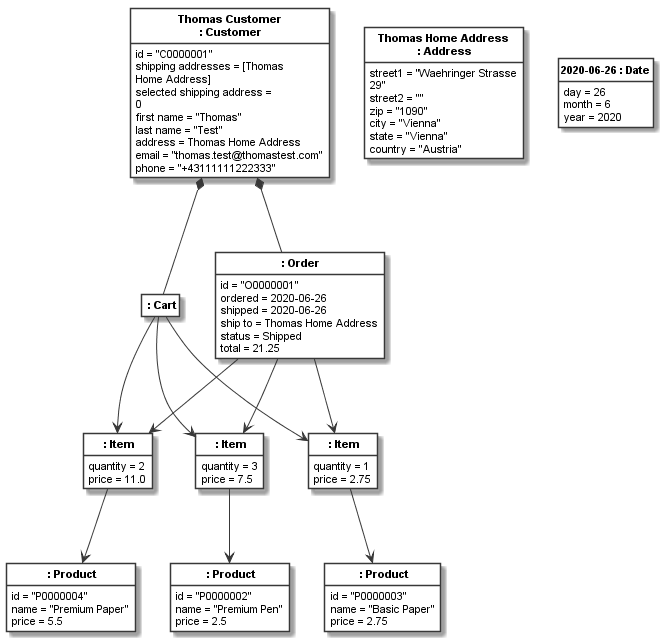 Thomas Customer
: Customer
id = "C0000001"
shipping addresses = [Thomas
Home Address]
selected shipping address =
0
first name = "Thomas"
last name = "Test"
address = Thomas Home Address
email = "thomas.test@thomastest.com"
phone = "+43111111222333"
Thomas Home Address
: Address
street1 = "Waehringer Strasse
29"
street2 = ""
zip = "1090"
city = "Vienna"
state = "Vienna"
country = "Austria"
2020-06-26 : Date
day = 26
month = 6
year = 2020
: Cart
: Order
id = "O0000001"
ordered = 2020-06-26
shipped = 2020-06-26
ship to = Thomas Home Address
status = Shipped
total = 21.25
: Item
quantity = 2
price = 11.0
: Item
quantity = 3
price = 7.5
: Item
quantity = 1
price = 2.75
: Product
id = "P0000004"
name = "Premium Paper"
price = 5.5
: Product
id = "P0000002"
name = "Premium Pen"
price = 2.5
: Product
id = "P0000003"
name = "Basic Paper"
price = 2.75